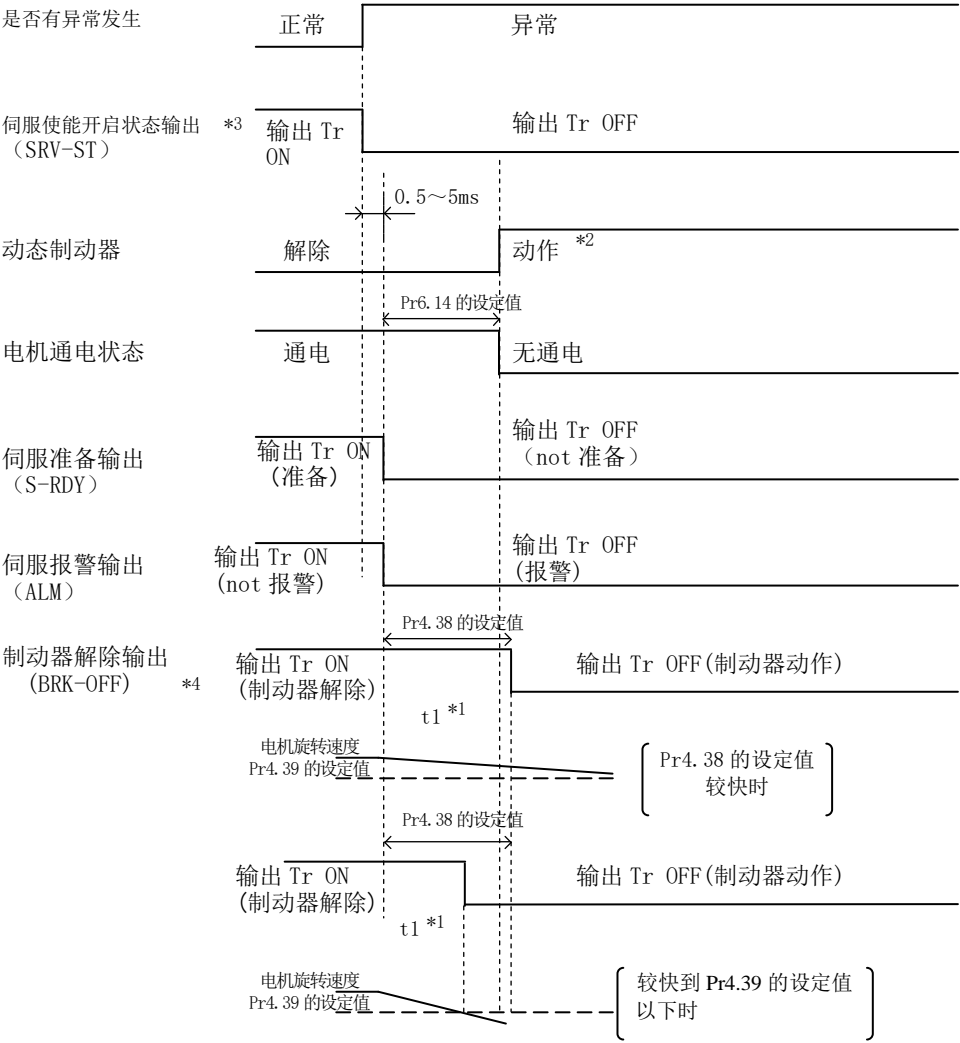 是否有异常发生
正常
异常
伺服使能开启状态输出 *3
（SRV-ST）
输出 Tr
ON
输出 Tr OFF
0.5～5ms
动态制动器
解除
动作 *2
Pr6.14 的设定值
电机通电状态
通电
无通电
伺服准备输出
（S-RDY）
输出 Tr ON
(准备)
输出 Tr OFF
（not 准备）
伺服报警输出
（ALM）
输出 Tr ON
(not 报警)
输出 Tr OFF
(报警)
Pr4.38 的设定值
制动器解除输出
(BRK-OFF) *4
输出 Tr ON
(制动器解除)
输出 Tr OFF(制动器动作)
t1 *1
电机旋转速度
Pr4.39 的设定值
Pr4.38 的设定值
较快时
Pr4.38 的设定值
输出 Tr ON
(制动器解除)
输出 Tr OFF(制动器动作)
t1 *1
电机旋转速度
Pr4.39 的设定值
较快到 Pr4.39 的设定值
以下时